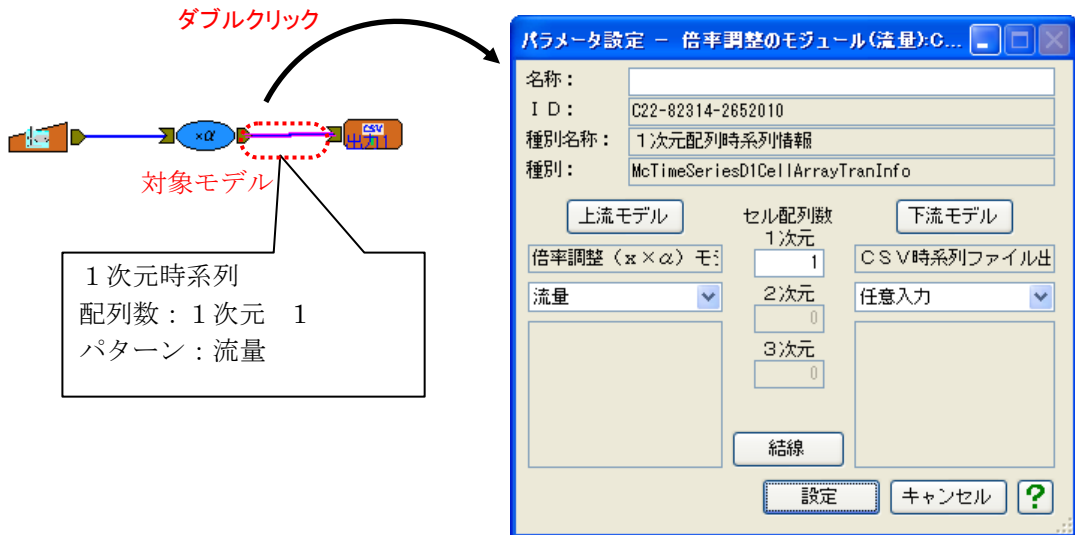 ダブルクリック
×α
CSV
出力1
対象モデル
1次元時系列
配列数：1次元 1
パターン：流量
パラメータ設定 － 倍率調整のモジュール(流量):C...
名称：
ＩＤ：
C22-82314-2652010
種別名称：
1次元配列時系列情報
種別：
McTimeSeriesD1CellArrayTranInfo
上流モデル
セル配列数
下流モデル
1次元
倍率調整（x×α）モ
1
CSV時系列ファイル出
流量
2次元
任意入力
0
3次元
0
結線
設定
キャンセル
?